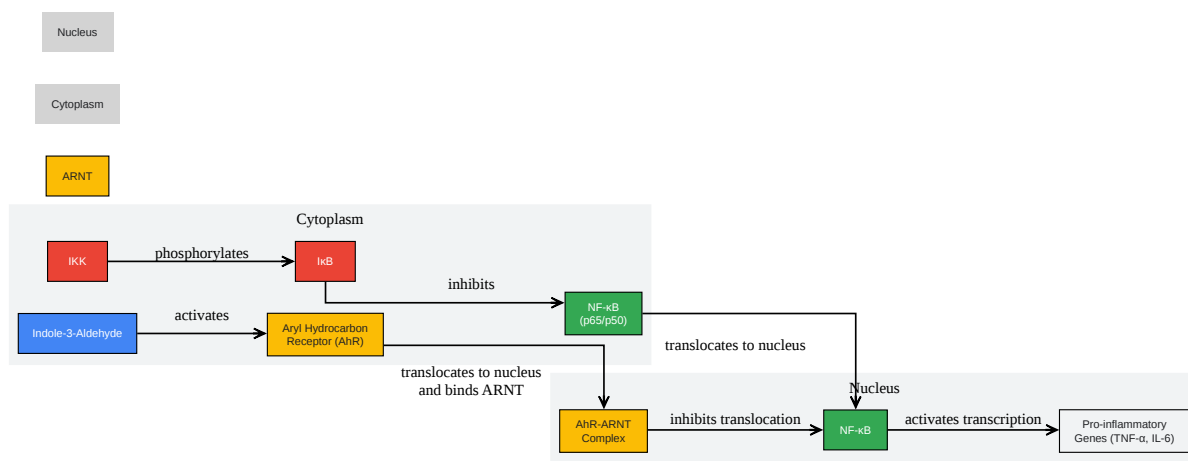 Nucleus
Cytoplasm
ARNT
Cytoplasm
IKK
phosphorylates
IκB
inhibits
NF-κB
(p65/p50)
Indole-3-Aldehyde
activates
Aryl Hydrocarbon
Receptor (AhR)
translocates to nucleus
translocates to nucleus
and binds ARNT
Nucleus
AhR-ARNT
Complex
inhibits translocation
NF-κB
activates transcription
Pro-inflammatory
Genes (TNF-α, IL-6)